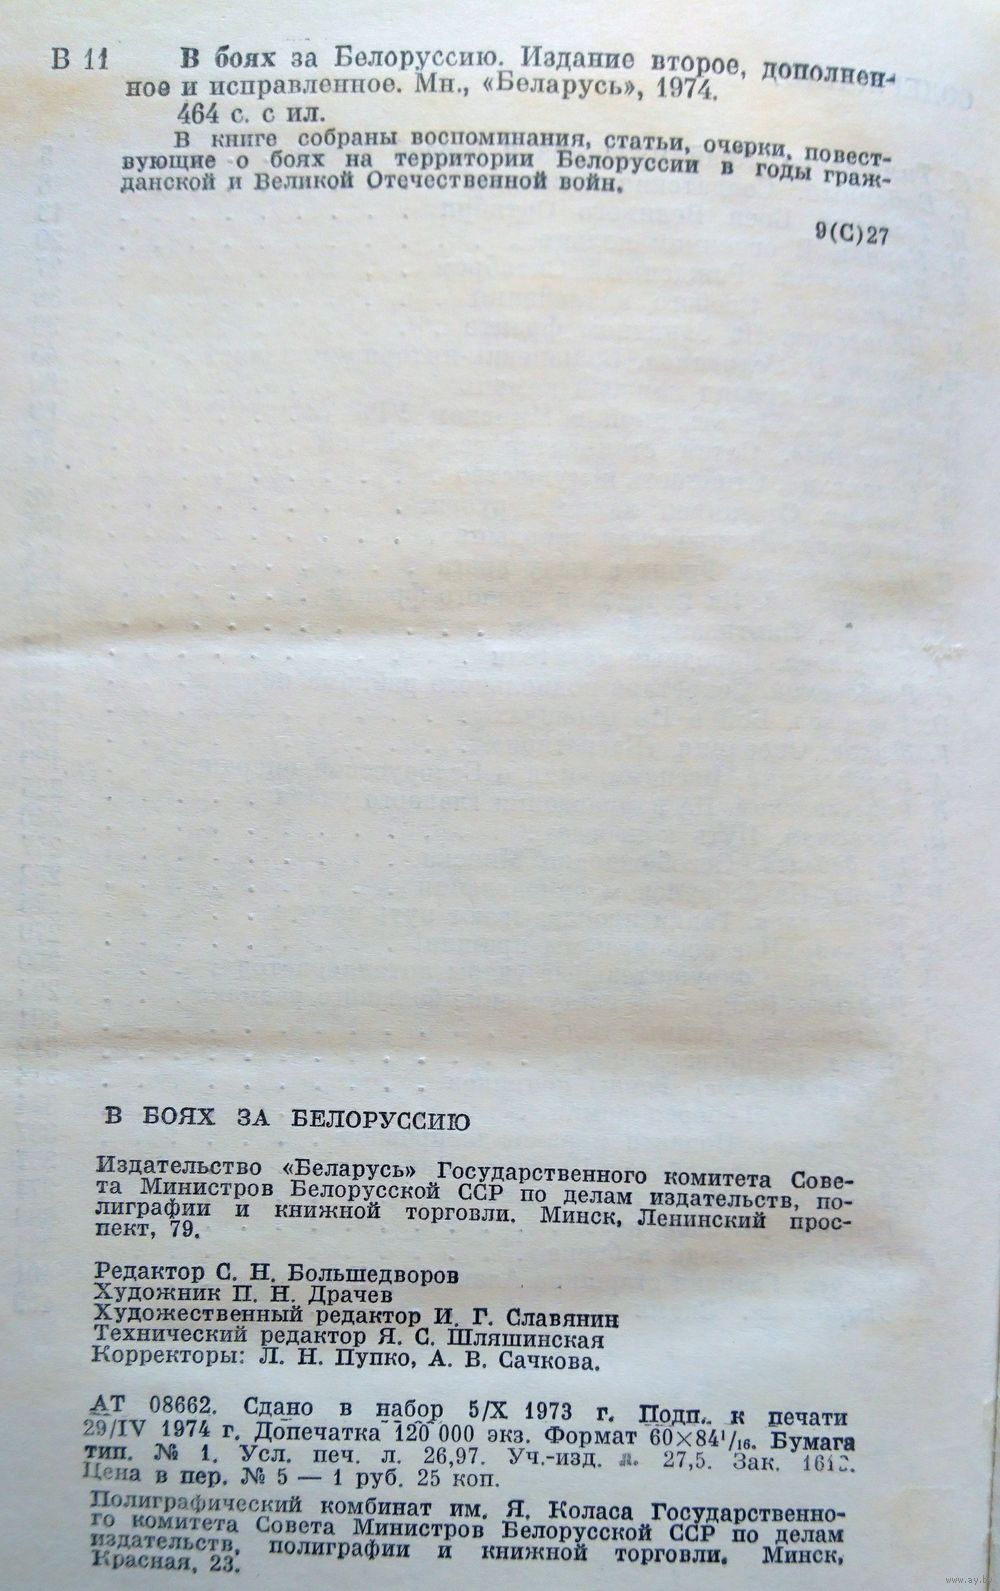 В 11 В боях за Белоруссию. Издание второе, дополнен-
ное и исправленное. Мн., «Беларусь», 1974.
464 с. с ил.
В книге собраны воспоминания, статьи, очерки, повест-
вующие о боях на территории Белоруссии в годы граж-
данской и Великой Отечественной войн.
9(С)27
В БОЯХ ЗА БЕЛОРУССИЮ
Издательство «Беларусь» Государственного комитета Сове-
та Министров Белорусской ССР по делам издательств, по-
лиграфии и книжной торговли. Минск, Ленинский прос-
пект, 79.
Редактор С. Н. Большедворов
Художник П. Н. Драчев
Художественный редактор И. Г. Славянин
Технический редактор Я. С. Шляшинская
Корректоры: Л. Н. Пупко, А. В. Сачкова.
АТ 08662. Сдано в набор 5/X 1973 г. Подп. к печати
29/IV 1974 г. Допечатка 120 000 экз. Формат 60×84¹/₁₆. Бумага
тип. № 1. Усл. печ. л. 26,97. Уч.-изд. л. 27,5. Зак. 1612.
Цена в пер. № 5 — 1 руб. 25 коп.
Полиграфический комбинат им. Я. Коласа Государственно-
го комитета Совета Министров Белорусской ССР по делам
издательств, полиграфии и книжной торговли. Минск,
Красная, 23.
www.ay.by